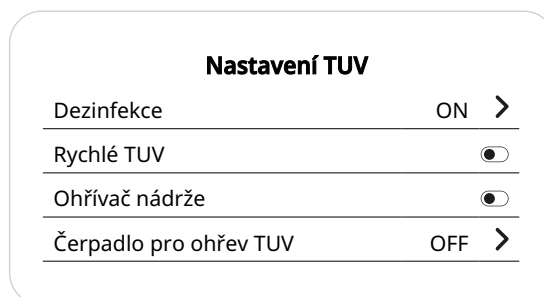 Nastavení TUV
Dezinfekce ON
Rychlé TUV
Ohřívač nádrže
Čerpadlo pro ohřev TUV OFF